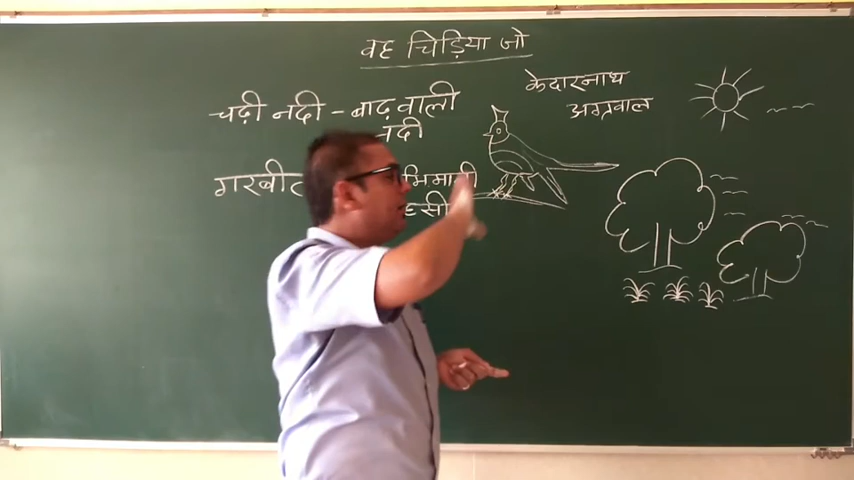 वह चिड़िया जो
केदारनाथ
अग्रवाल
चढ़ी नदी - बाढ़ वाली
नदी
गरबीली